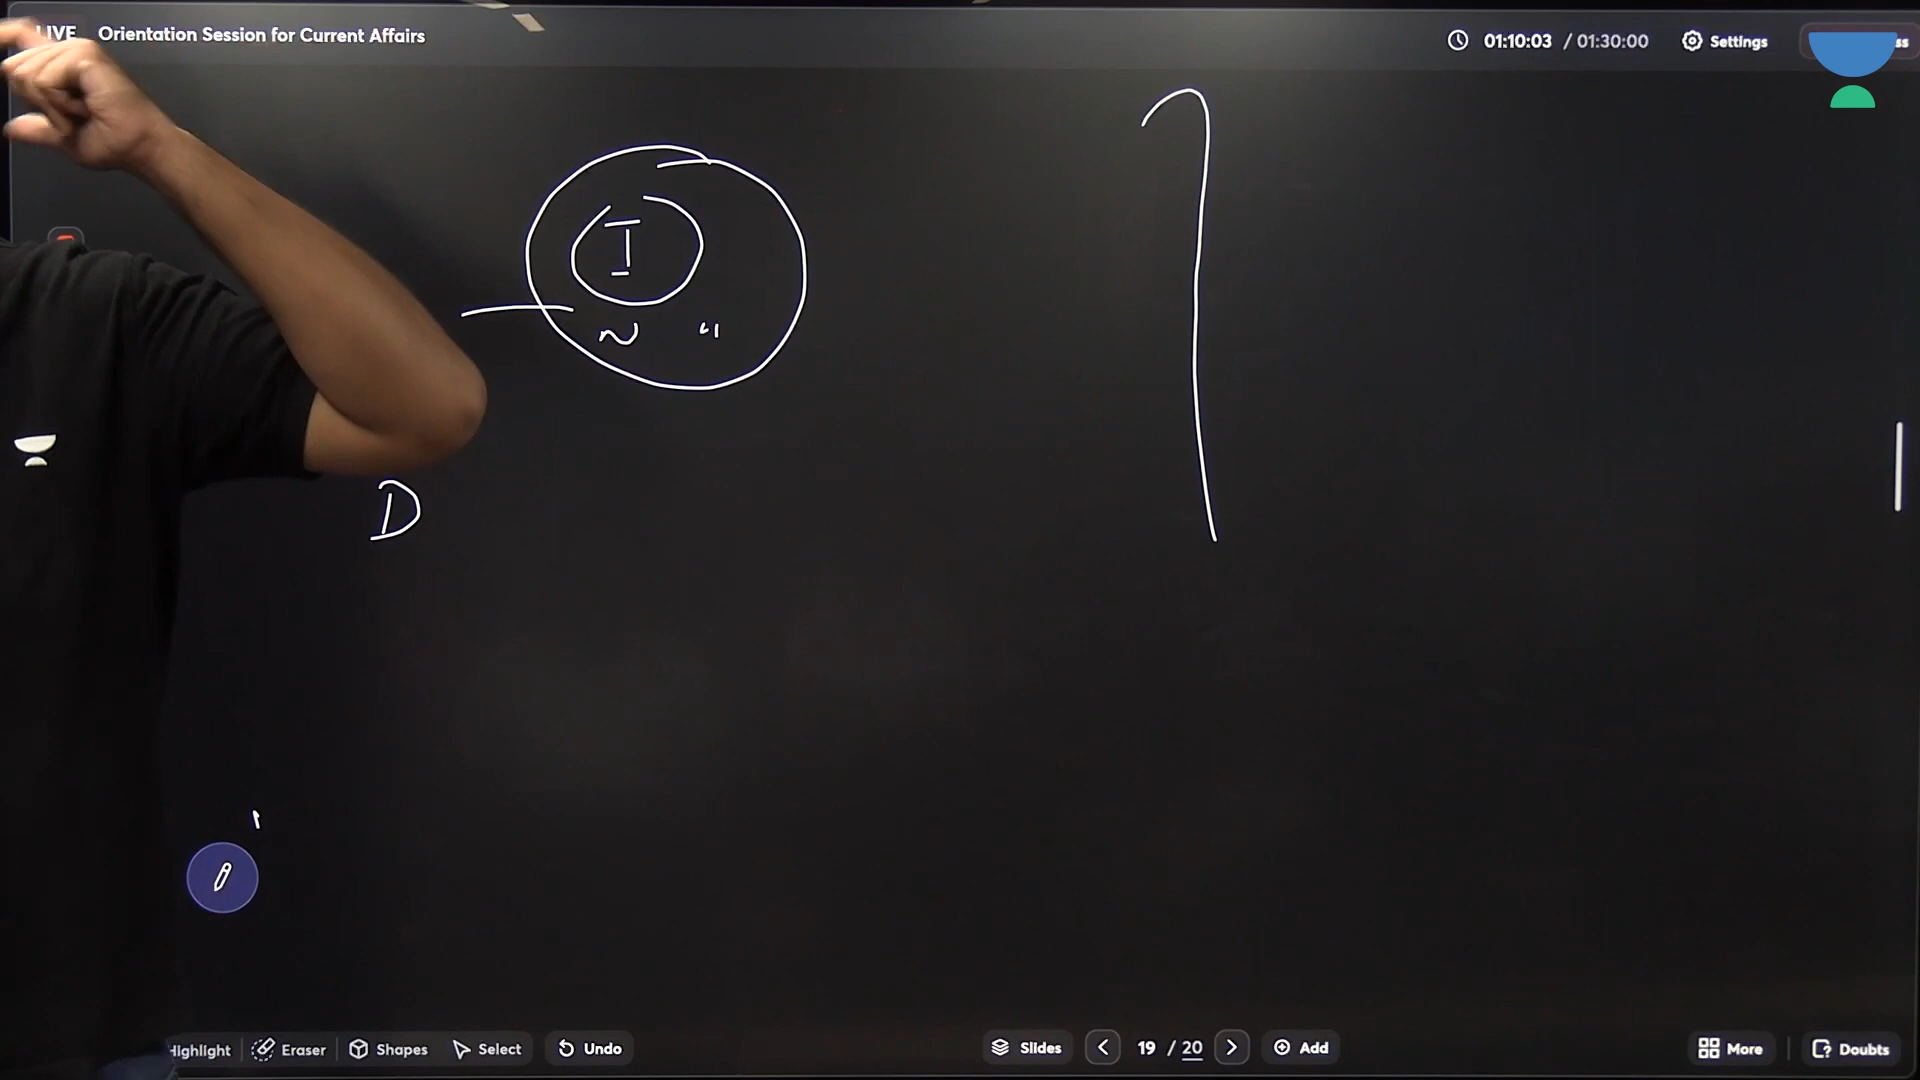 LIVE Orientation Session for Current Affairs 01:10:03 / 01:30:00 Settings
I
D
Highlight Eraser Shapes Select Undo Slides 19 / 20 Add More Doubts